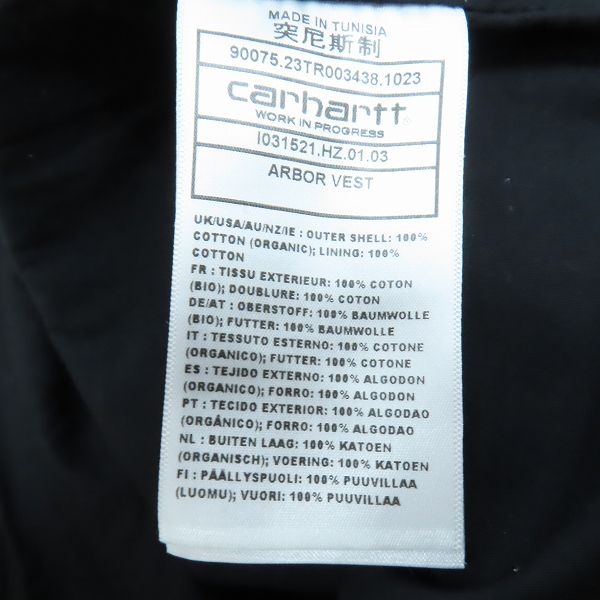 MADE IN TUNISIA
突尼斯制
90075.23TR003438.1023
carhartt
WORK IN PROGRESS
I031521.HZ.01.03
ARBOR VEST
UK/USA/AU/NZ/IE : OUTER SHELL: 100%
COTTON (ORGANIC); LINING: 100%
COTTON
FR : TISSU EXTERIEUR: 100% COTON
(BIO); DOUBLURE: 100% COTON
DE/AT : OBERSTOFF: 100% BAUMWOLLE
(BIO); FUTTER: 100% BAUMWOLLE
IT : TESSUTO ESTERNO: 100% COTONE
(ORGANICO); FUTTER: 100% COTONE
ES : TEJIDO EXTERNO: 100% ALGODON
(ORGANICO); FORRO: 100% ALGODON
PT : TECIDO EXTERIOR: 100% ALGODAO
(ORGÂNICO); FORRO: 100% ALGODAO
NL : BUITEN LAAG: 100% KATOEN
(ORGANISCH); VOERING: 100% KATOEN
FI : PÄÄLLYSPUOLI: 100% PUUVILLAA
(LUOMU); VUORI: 100% PUUVILLAA